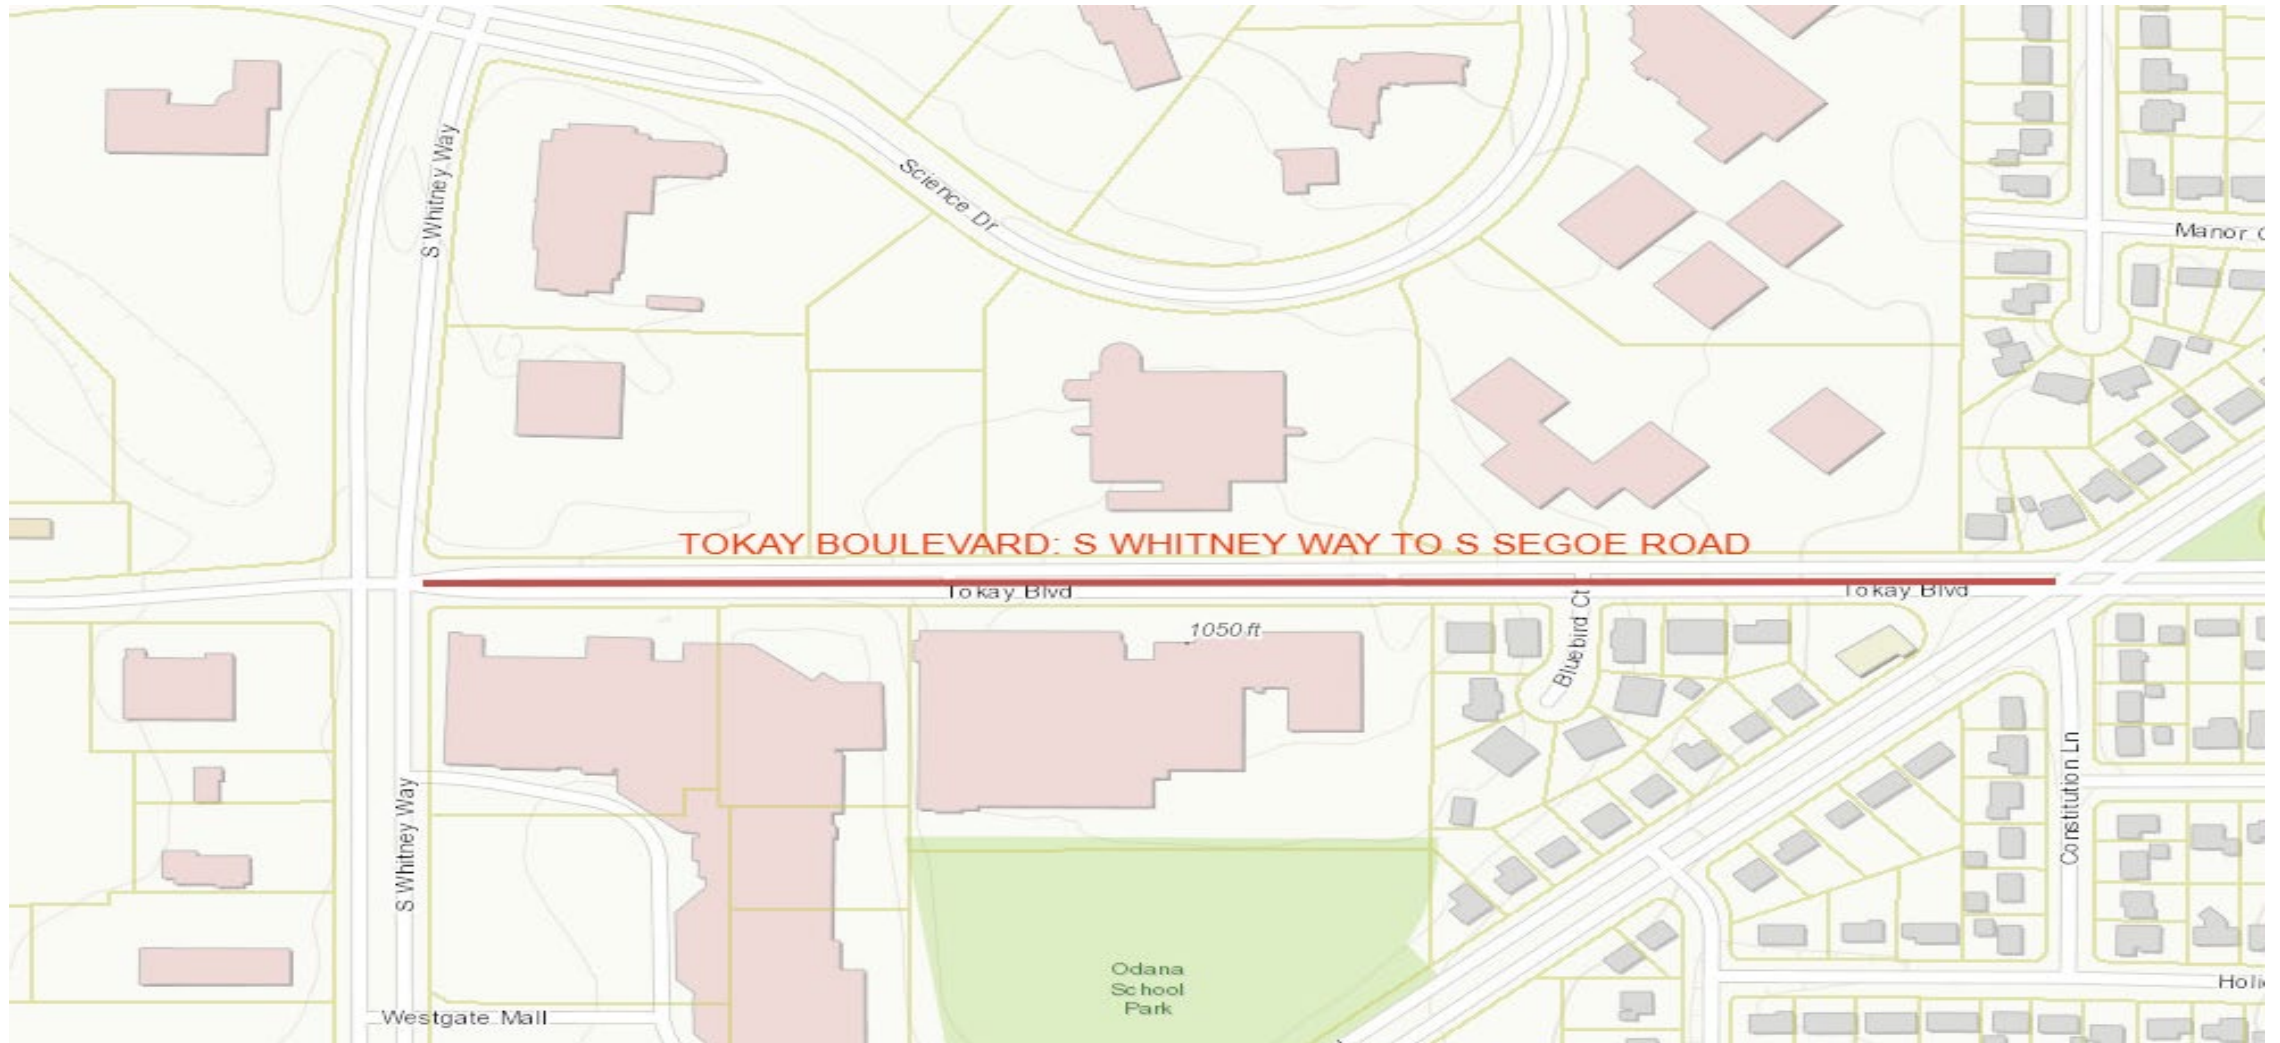 S Whitney Way
Science Dr
Manor
TOKAY BOULEVARD: S WHITNEY WAY TO S SEGOE ROAD
Tokay Blvd
Tokay Blvd
1050 ft
Bluebird Ct
S Whitney Way
Constitution Ln
Odana
School
Park
Westgate Mall